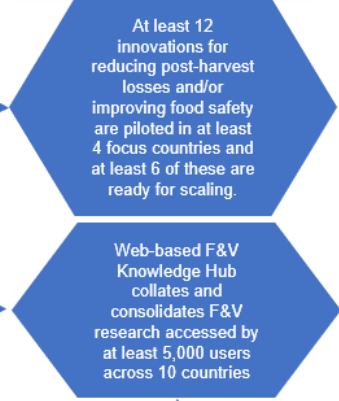 At least 12
innovations for
reducing post-harvest
losses and/or
improving food safety
are piloted in at least
4 focus countries and
at least 6 of these are
ready for scaling.
Web-based F&V
Knowledge Hub
collates and
consolidates F&V
research accessed by
at least 5,000 users
across 10 countries